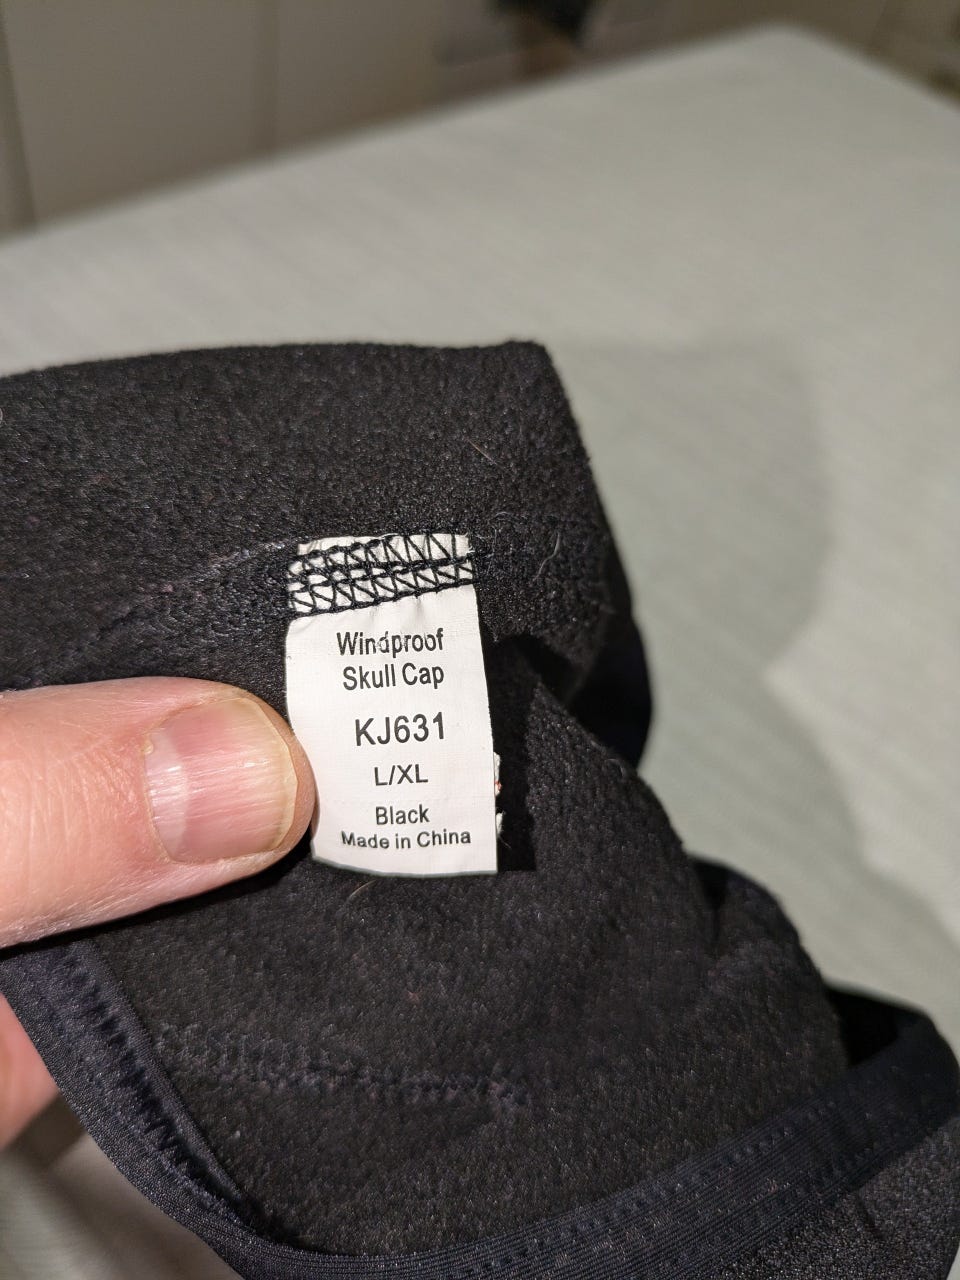 Windproof
Skull Cap
KJ631
L/XL
Black
Made in China